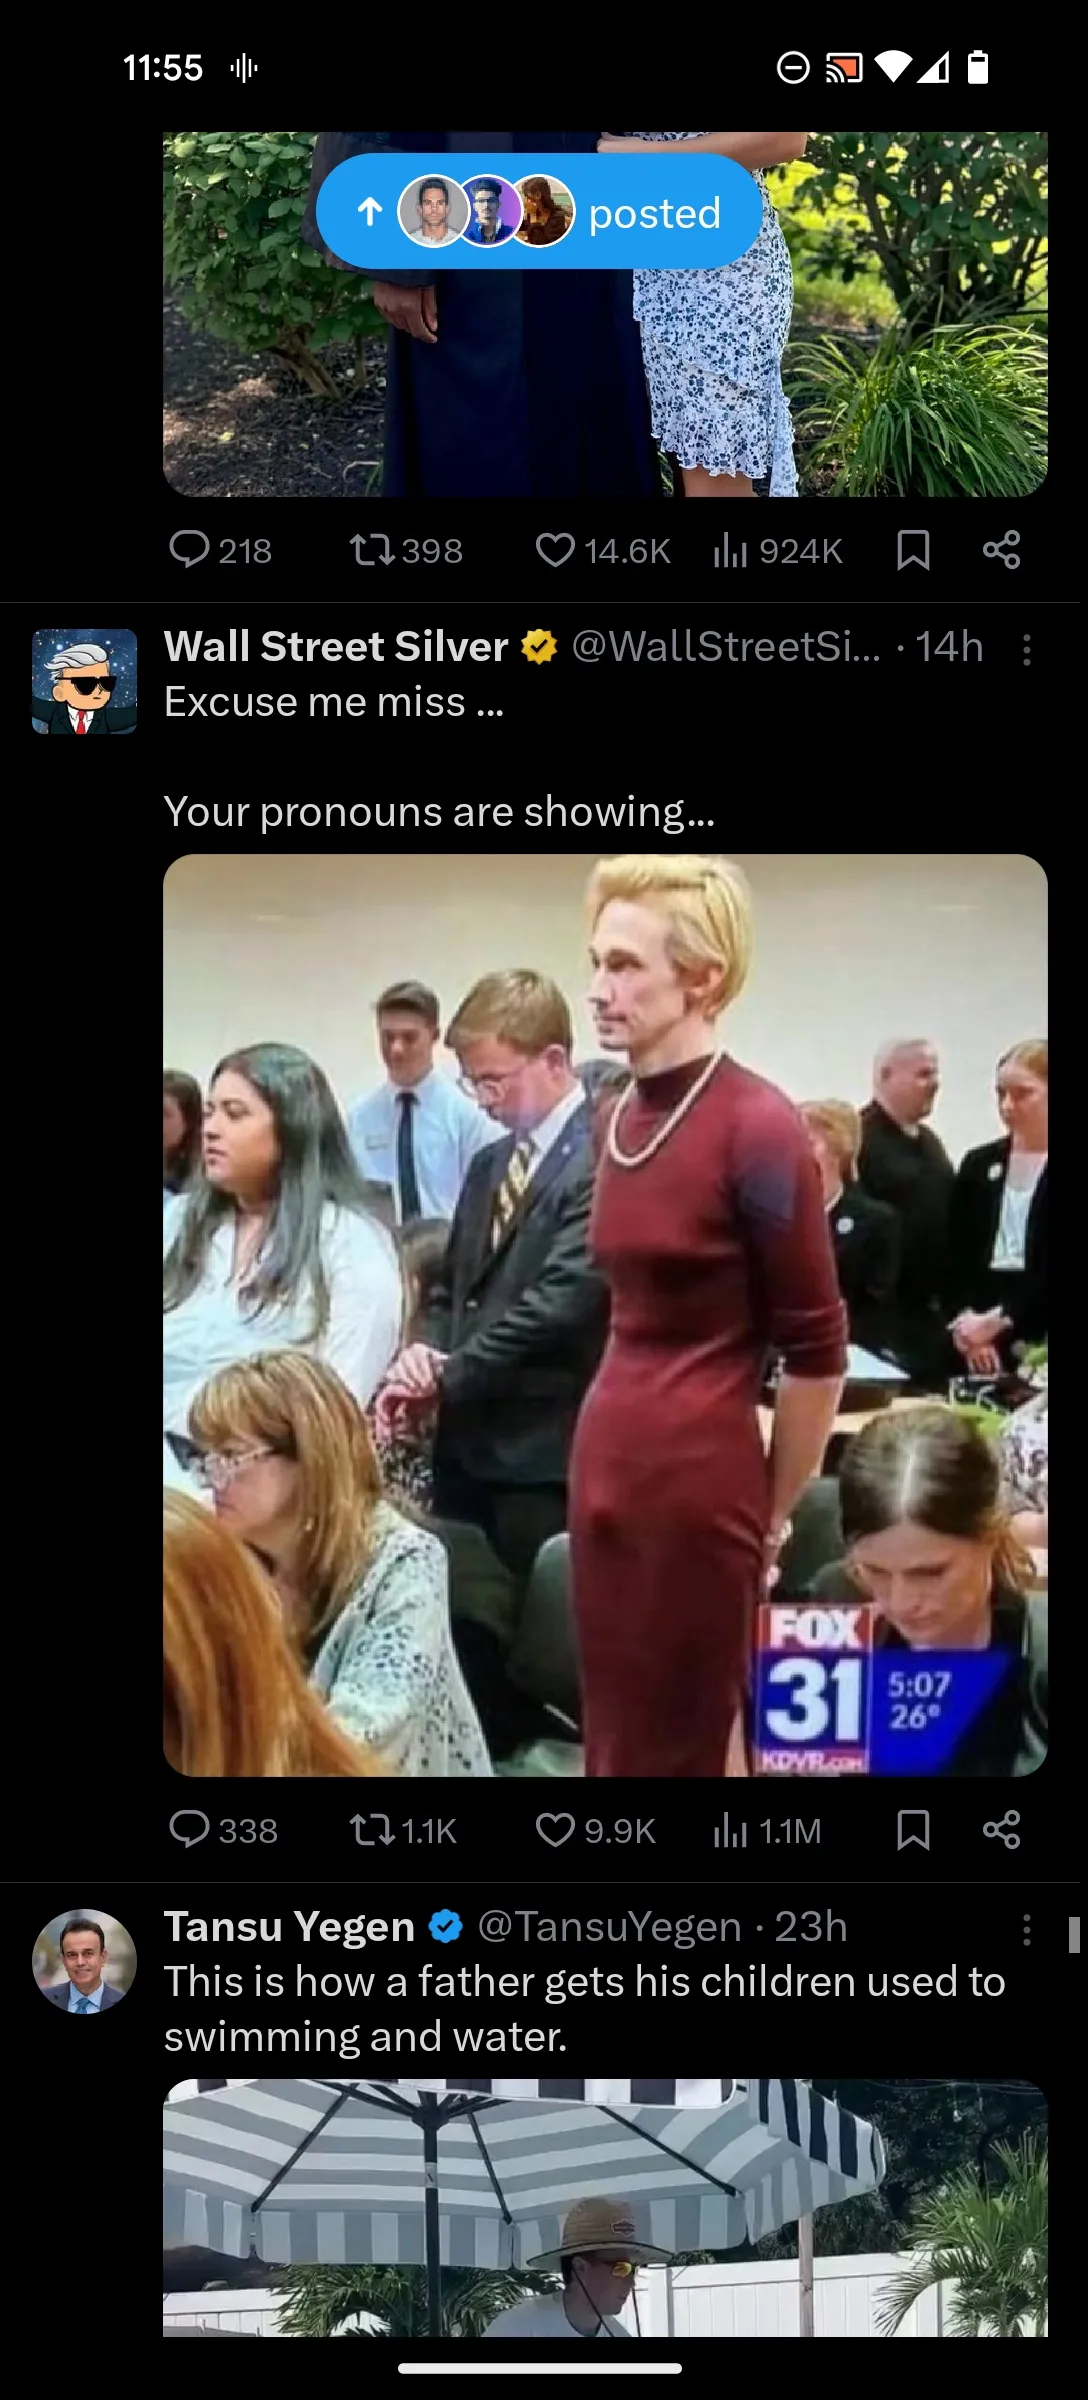 11:55
posted
218 398 14.6K 924K
Wall Street Silver @WallStreetSi... · 14h
Excuse me miss ...
Your pronouns are showing...
FOX
31
KDVR.COM
5:07
26°
338 1.1K 9.9K 1.1M
Tansu Yegen @TansuYegen · 23h
This is how a father gets his children used to
swimming and water.